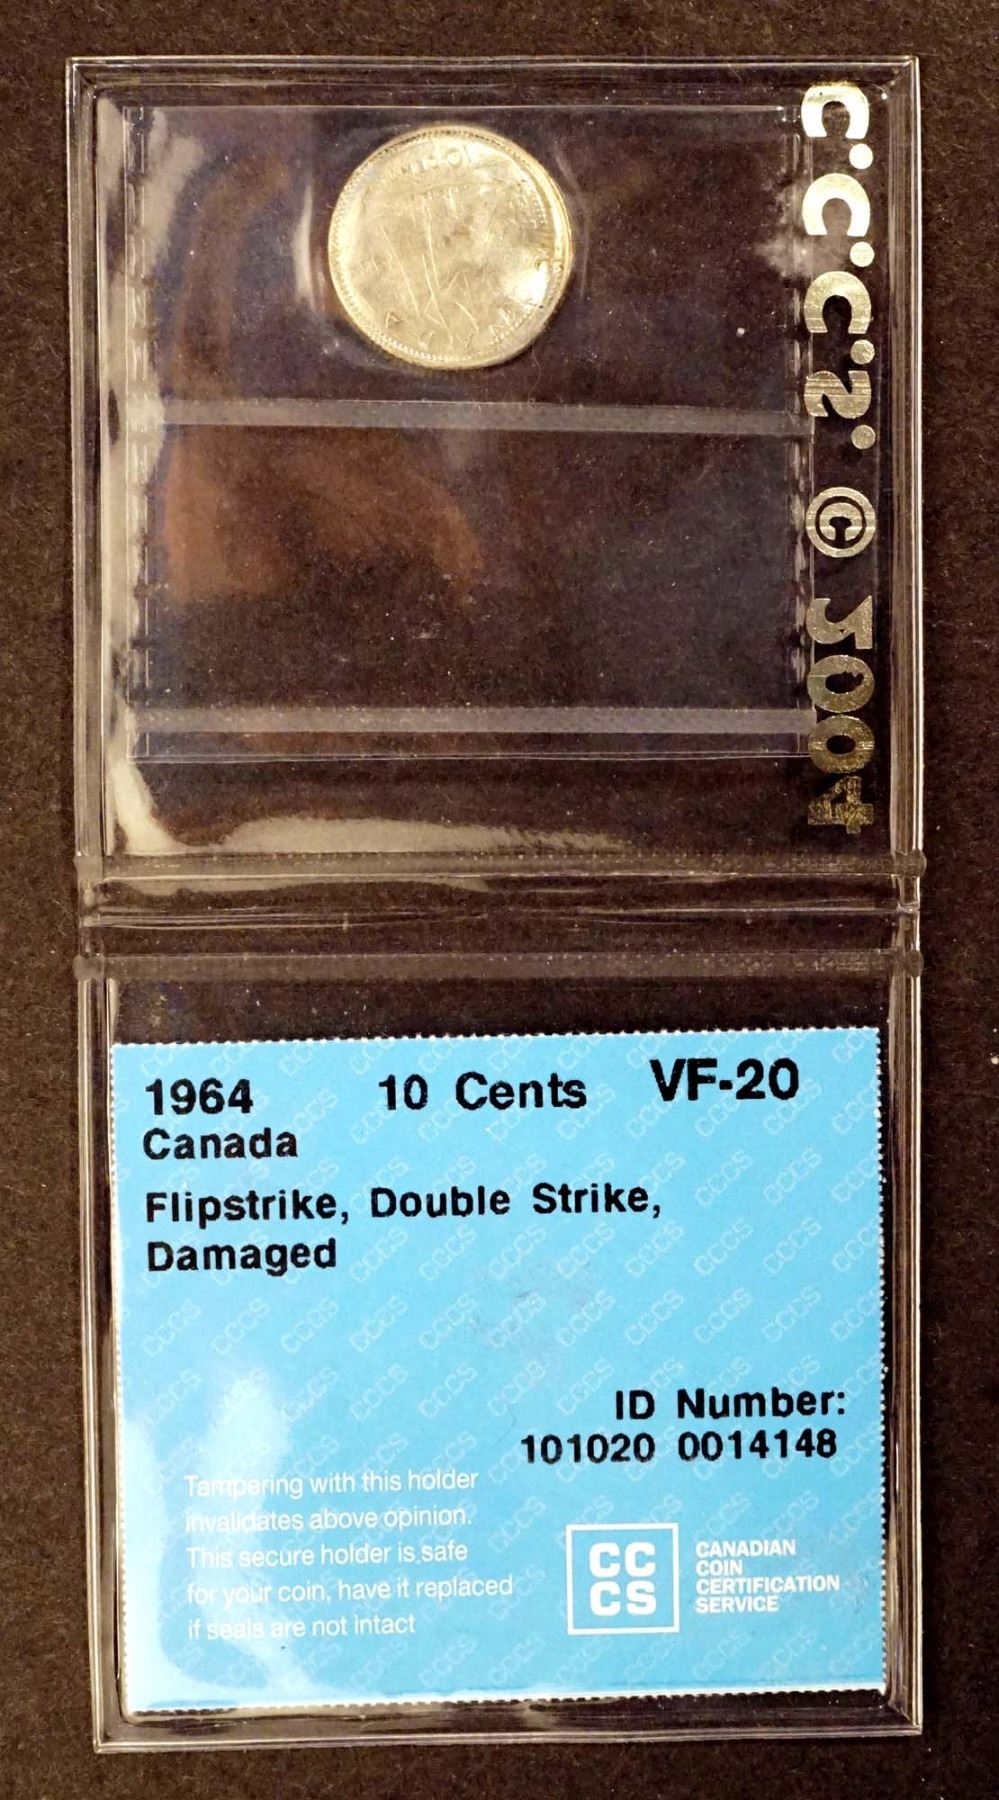 C.C.C.S. © 2004
1964 10 Cents VF-20
Canada
Flipstrike, Double Strike,
Damaged
ID Number:
101020 0014148
Tampering with this holder
invalidates above opinion.
This secure holder is safe
for your coin, have it replaced
if seals are not intact
CC
CS
CANADIAN
COIN
CERTIFICATION
SERVICE